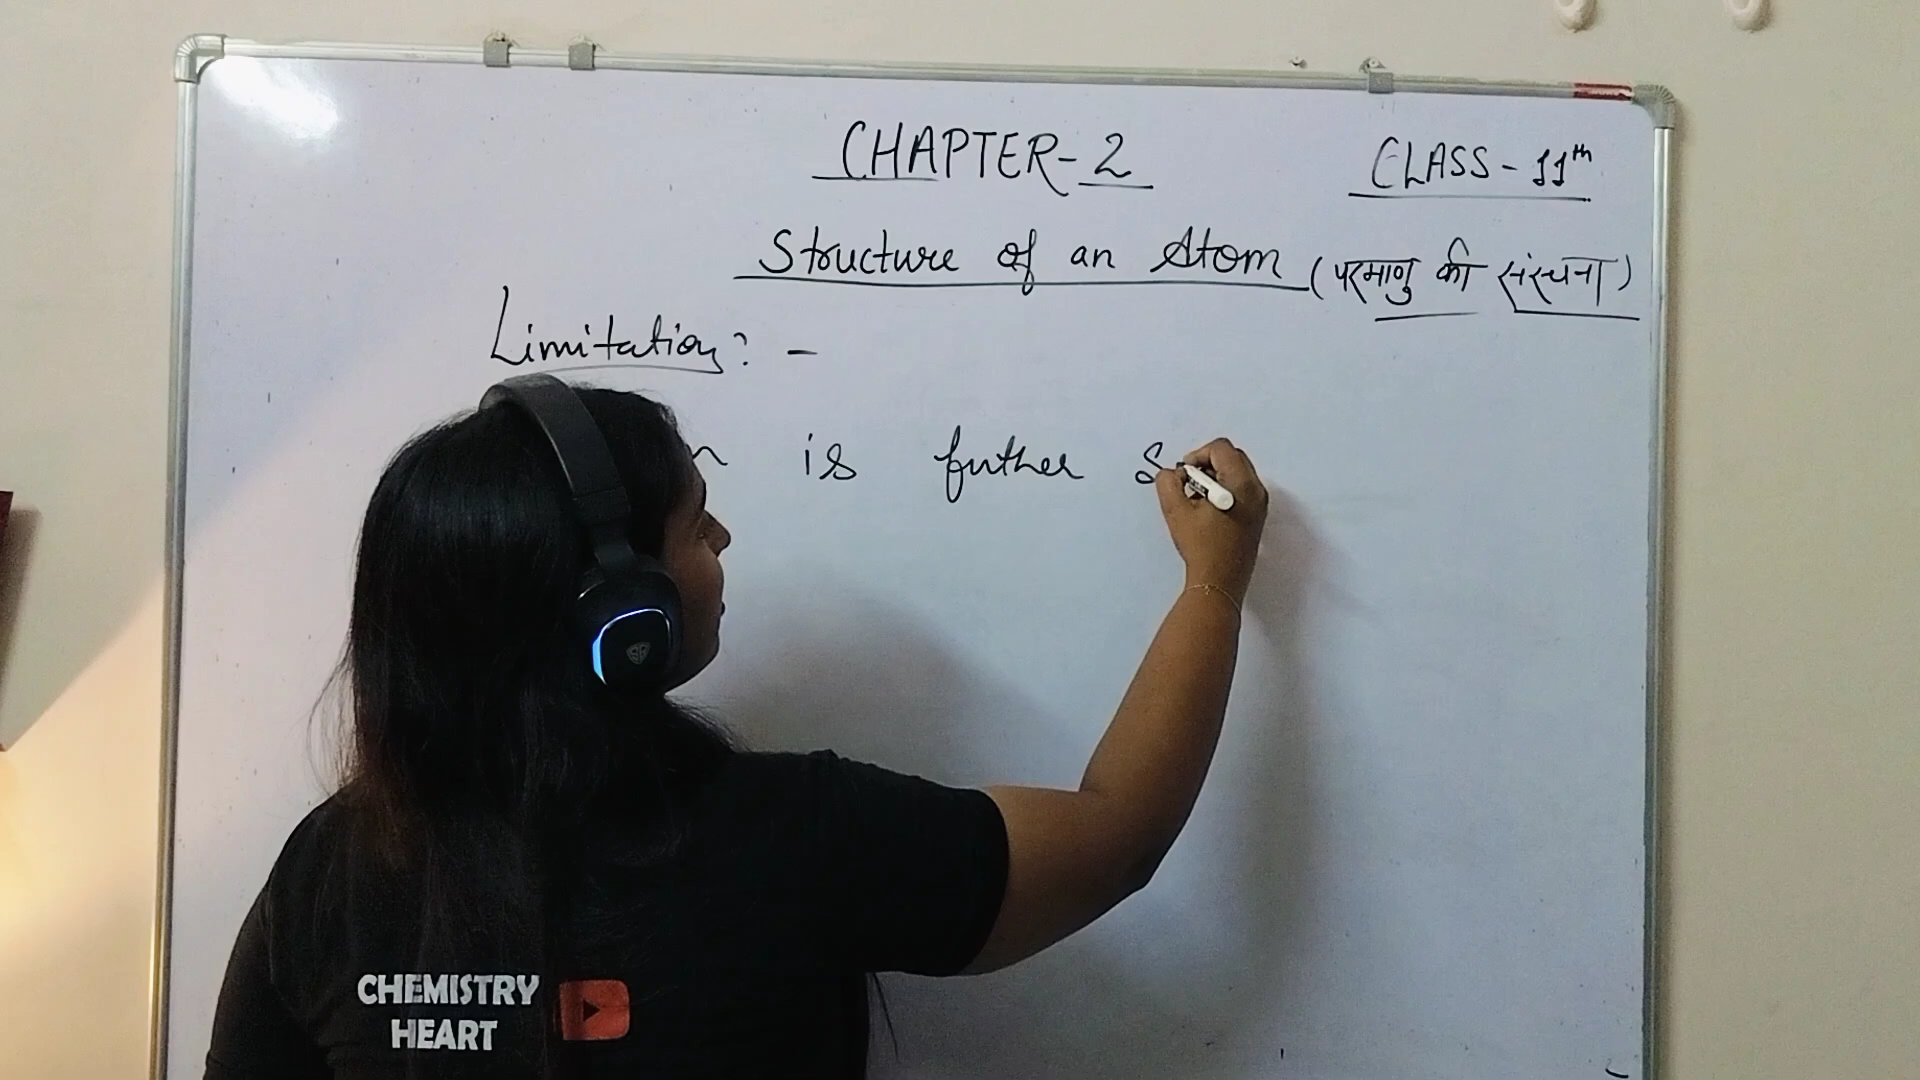 CHAPTER-2
CLASS-11th
Structure of an Atom (परमाणु की संरचना)
Limitation: -
is futher
CHEMISTRY
HEART